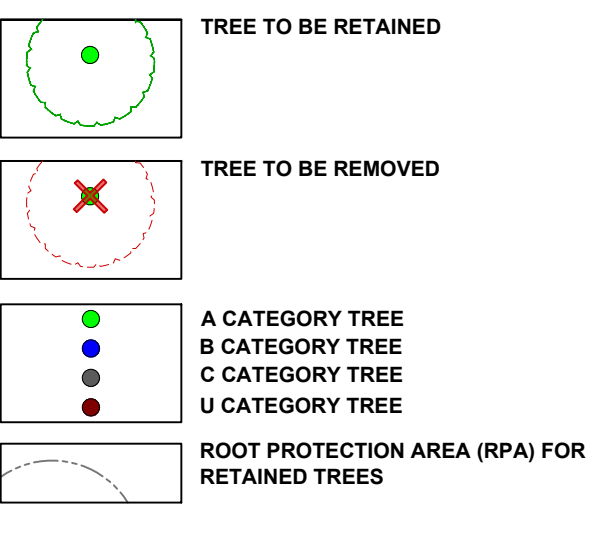 TREE TO BE RETAINED
TREE TO BE REMOVED
A CATEGORY TREE
B CATEGORY TREE
C CATEGORY TREE
U CATEGORY TREE
ROOT PROTECTION AREA (RPA) FOR
RETAINED TREES